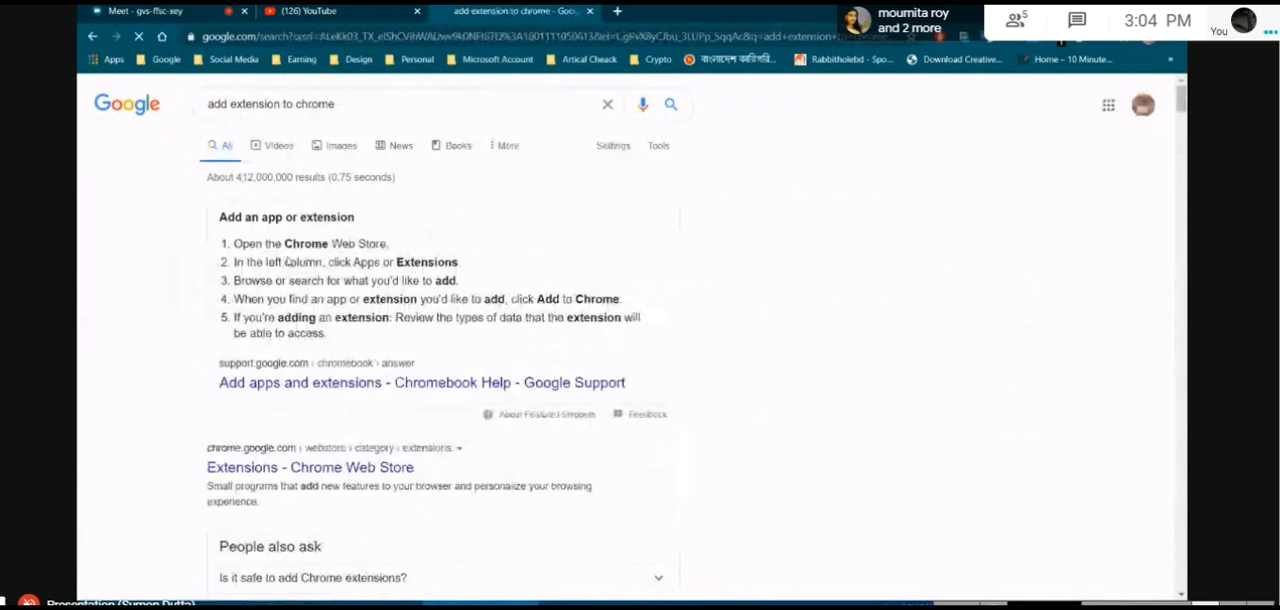 Meet - gvs-ffsc-xey
(126) YouTube
add extension to chrome - Goo
moumita roy
and 2 more
5
3:04 PM
You
Apps
Google
Social Media
Earning
Design
Personal
Microsoft Account
Artical Cheack
Crypto
Rabbitholebd - Spo...
Download Creative...
Home – 10 Minute...
»
Google
add extension to chrome
All
Videos
Images
News
Books
More
Settings
Tools
About 412,000,000 results (0.75 seconds)
Add an app or extension
1. Open the Chrome Web Store.
2. In the left column, click Apps or Extensions.
3. Browse or search for what you'd like to add.
4. When you find an app or extension you'd like to add, click Add to Chrome.
5. If you're adding an extension: Review the types of data that the extension will
be able to access.
support.google.com › chromebook › answer
Add apps and extensions - Chromebook Help - Google Support
About Featured Snippets
Feedback
chrome.google.com › webstore › category › extensions
Extensions - Chrome Web Store
Small programs that add new features to your browser and personalize your browsing
experience.
People also ask
Is it safe to add Chrome extensions?
Presentation (Sumon Dutta)